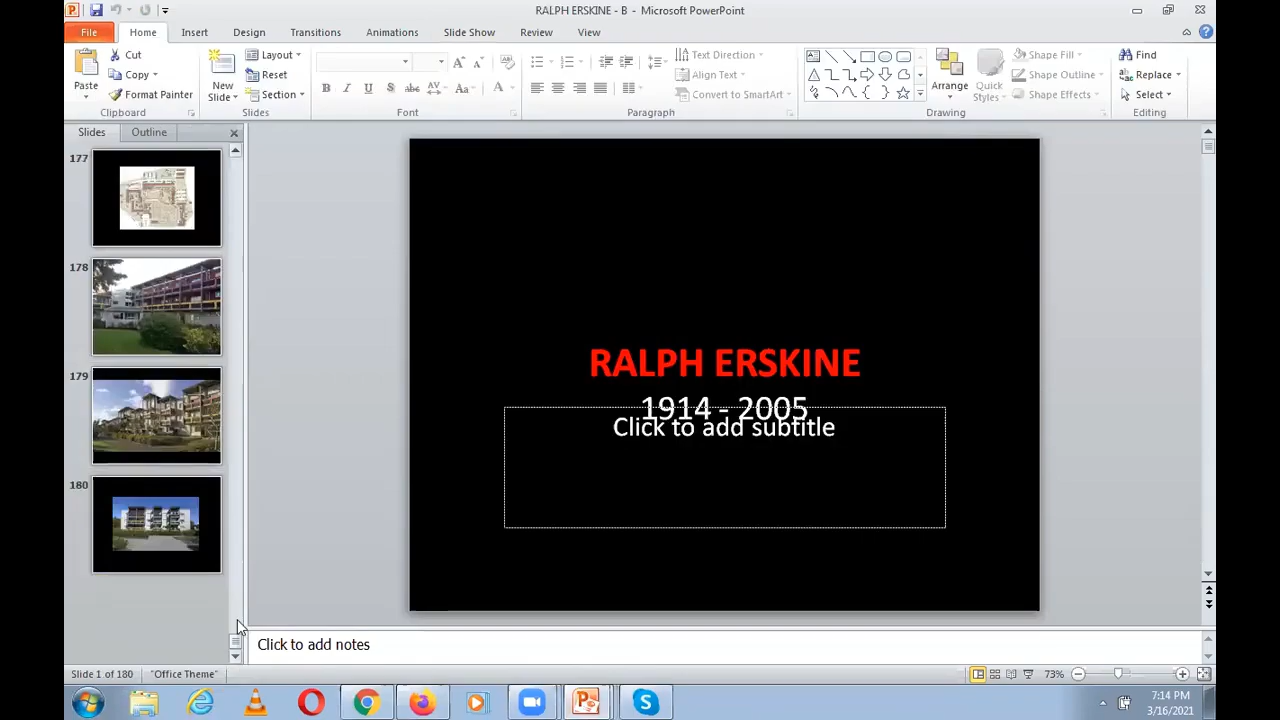 RALPH ERSKINE - B - Microsoft PowerPoint
File Home Insert Design Transitions Animations Slide Show Review View
Paste
Cut
Copy
Format Painter
Clipboard
New Slide
Layout
Reset
Section
Slides
B I U S abc AV Aa A
Font
Text Direction
Align Text
Convert to SmartArt
Paragraph
Arrange
Quick Styles
Shape Fill
Shape Outline
Shape Effects
Drawing
Find
Replace
Select
Editing
Slides Outline
177
178
179
180
RALPH ERSKINE
1914 - 2005
Click to add subtitle
Click to add notes
Slide 1 of 180 "Office Theme" 73%
7:14 PM
3/16/2021